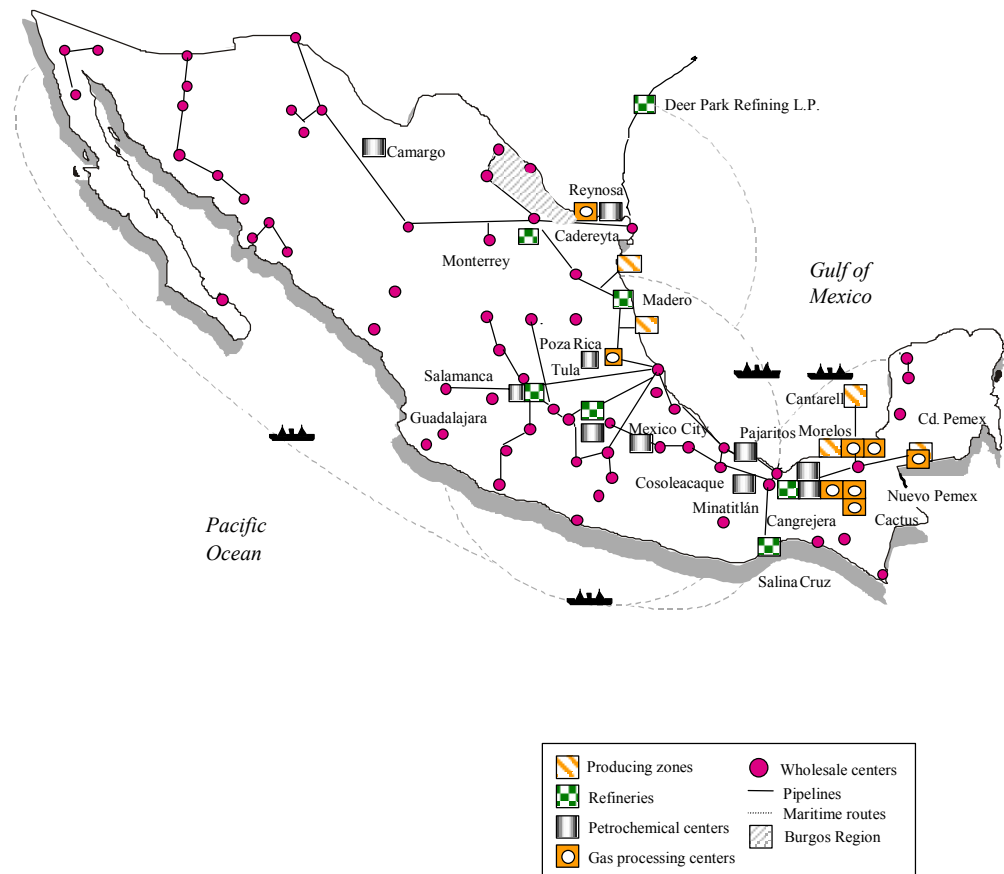 Deer Park Refining L.P.
Camargo
Reynosa
Cadereyta
Monterrey
Gulf of
Mexico
Madero
Poza Rica
Tula
Salamanca
Cantarell
Guadalajara
Mexico City
Pajaritos
Morelos
Cd. Pemex
Cosoleacaque
Nuevo Pemex
Minatitlán
Cangrejera
Cactus
Pacific
Ocean
Salina Cruz
Producing zones
Refineries
Petrochemical centers
Gas processing centers
Wholesale centers
Pipelines
Maritime routes
Burgos Region